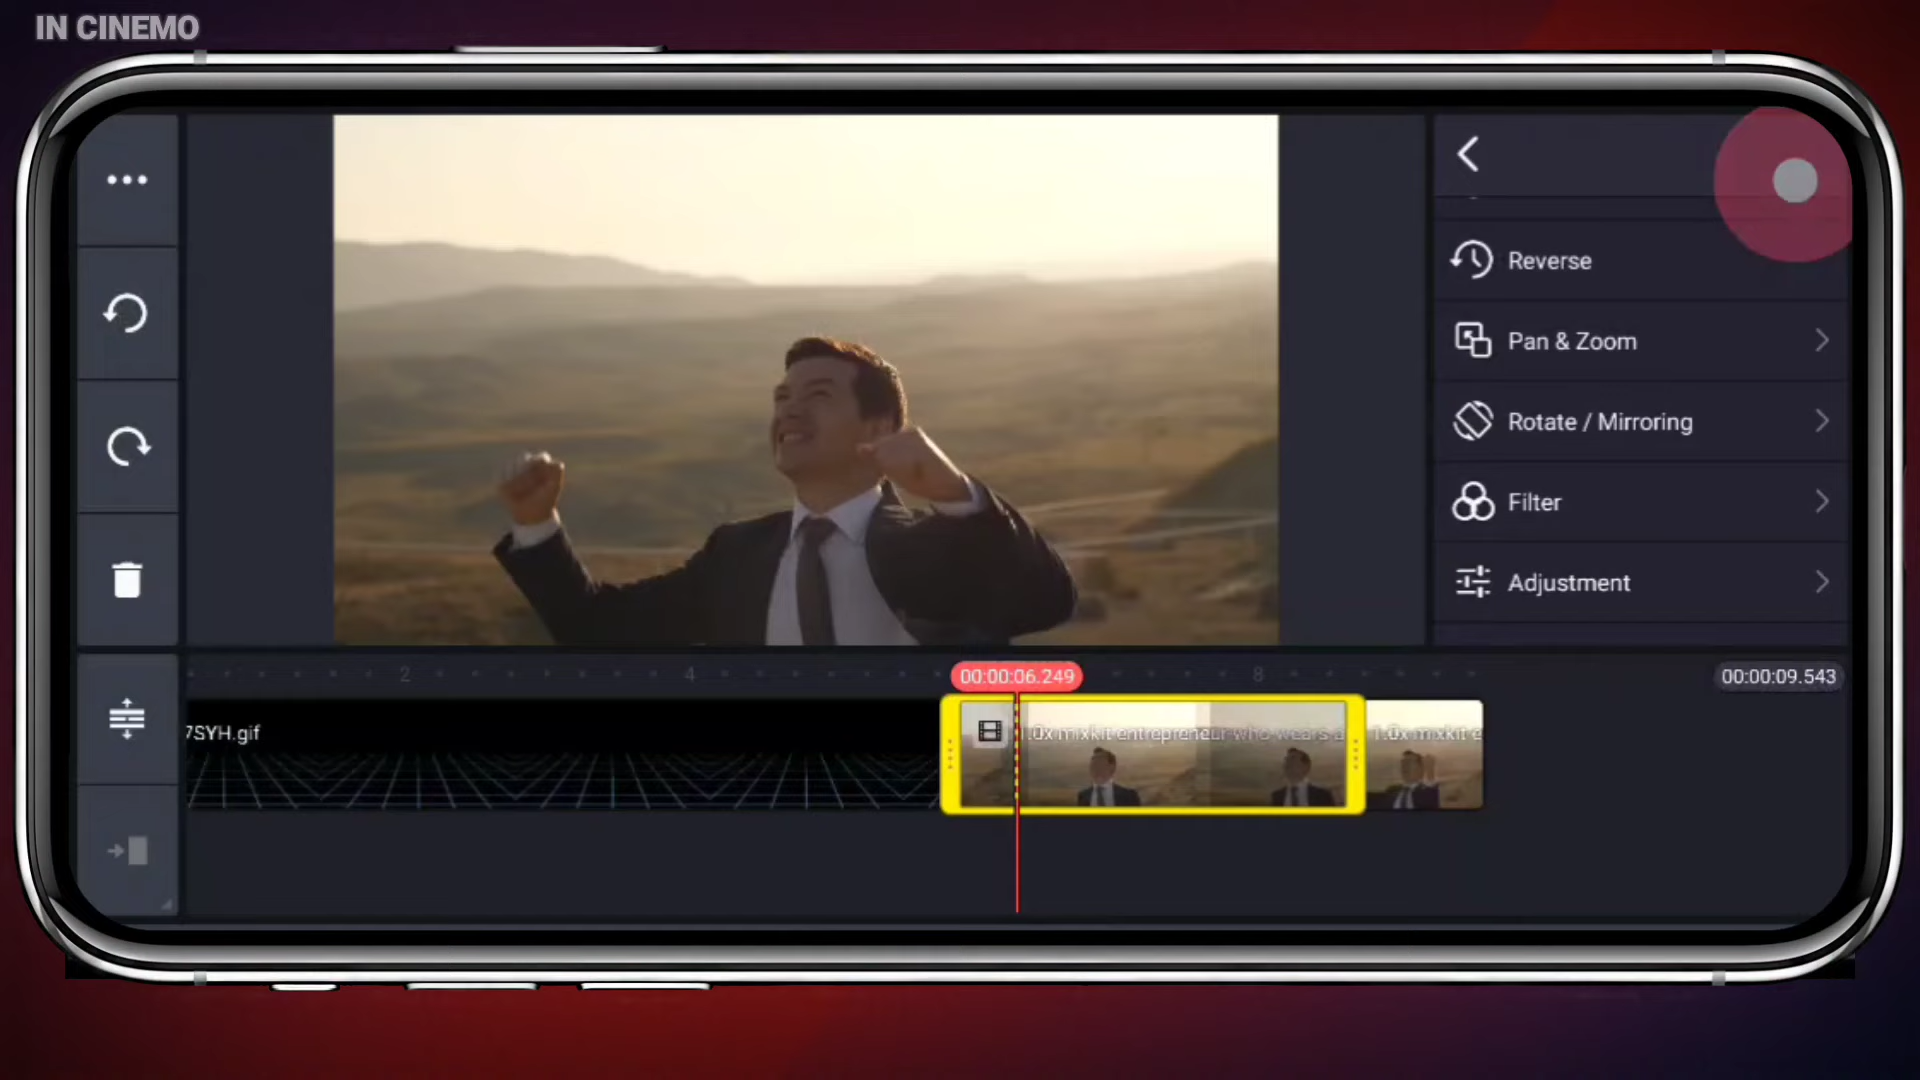 IN CINEMO
Reverse
Pan & Zoom
Rotate / Mirroring
Filter
Adjustment
2
4
00:00:06.249
8
00:00:09.543
7SYH.gif
1.0x mixkit entrepreneur who wears a
1.0x mixkit e